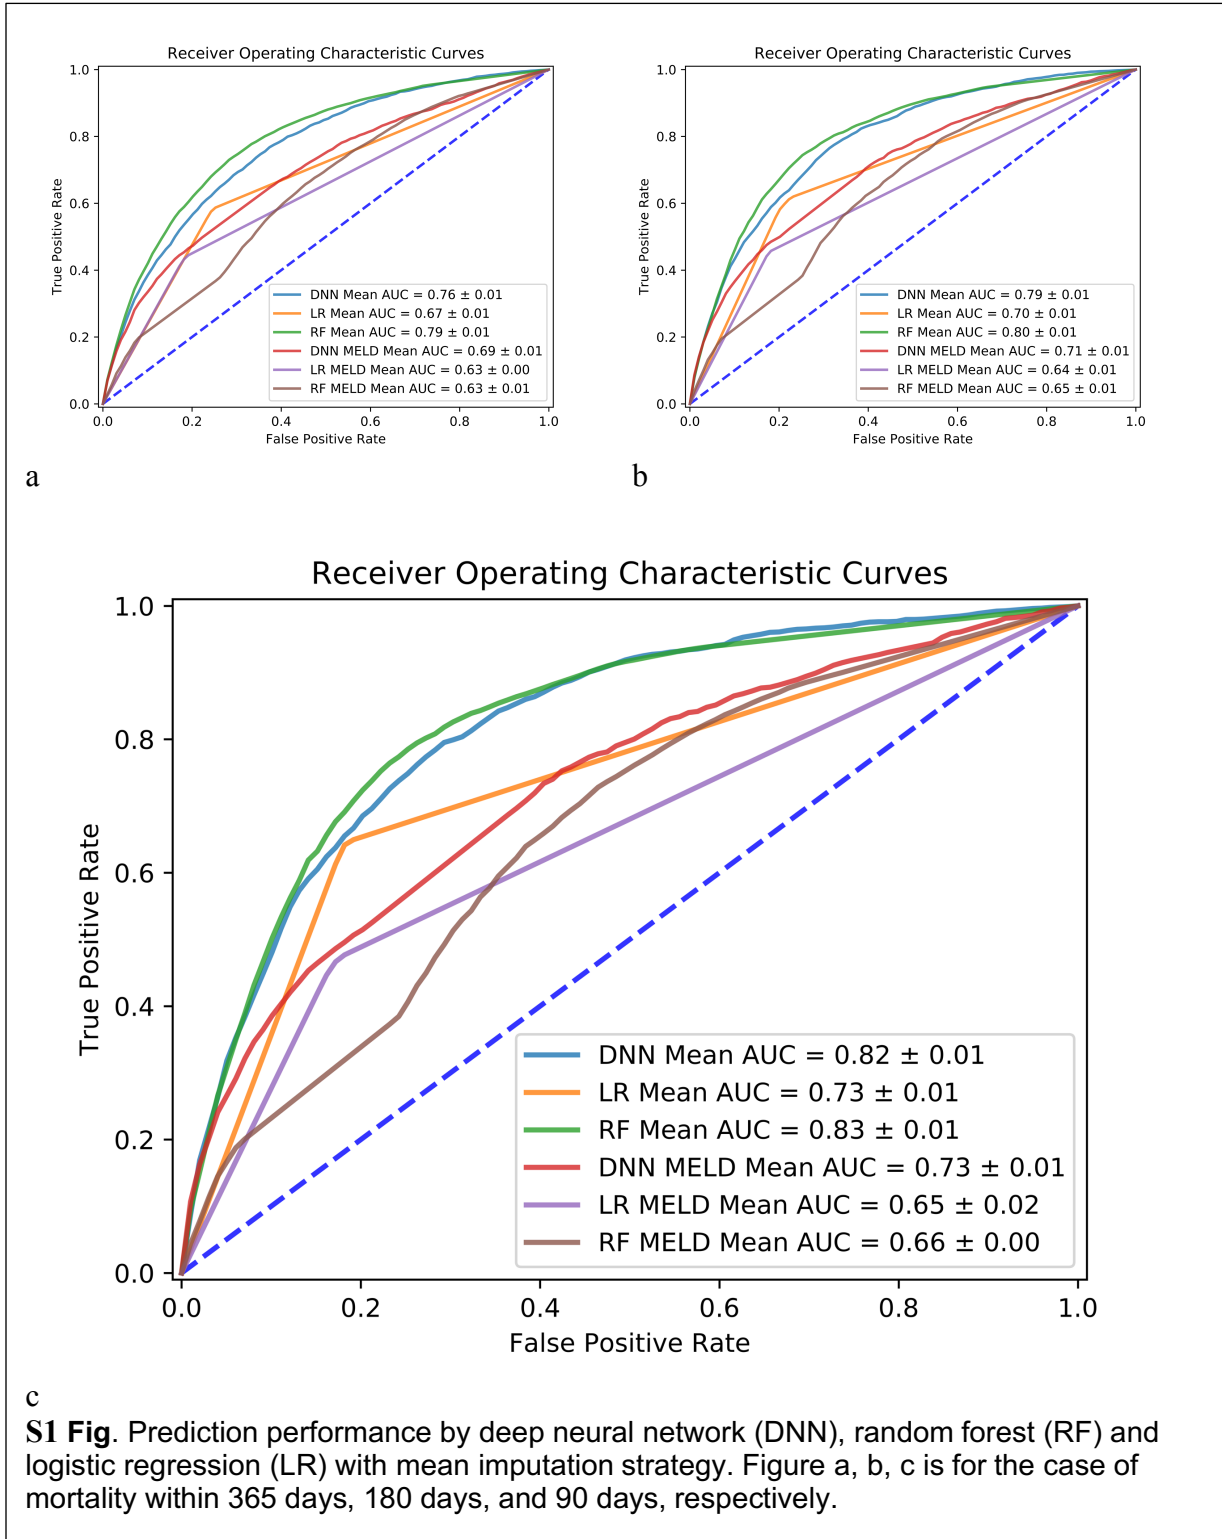 Receiver Operating Characteristic Curves
1.0
0.8
0.6
0.4
0.2
0.0
True Positive Rate
DNN Mean AUC = 0.76 ± 0.01
LR Mean AUC = 0.67 ± 0.01
RF Mean AUC = 0.79 ± 0.01
DNN MELD Mean AUC = 0.69 ± 0.01
LR MELD Mean AUC = 0.63 ± 0.00
RF MELD Mean AUC = 0.63 ± 0.01
0.0 0.2 0.4 0.6 0.8 1.0
False Positive Rate
a
Receiver Operating Characteristic Curves
1.0
0.8
0.6
0.4
0.2
0.0
True Positive Rate
DNN Mean AUC = 0.79 ± 0.01
LR Mean AUC = 0.70 ± 0.01
RF Mean AUC = 0.80 ± 0.01
DNN MELD Mean AUC = 0.71 ± 0.01
LR MELD Mean AUC = 0.64 ± 0.01
RF MELD Mean AUC = 0.65 ± 0.01
0.0 0.2 0.4 0.6 0.8 1.0
False Positive Rate
b
Receiver Operating Characteristic Curves
1.0
0.8
0.6
0.4
0.2
0.0
True Positive Rate
DNN Mean AUC = 0.82 ± 0.01
LR Mean AUC = 0.73 ± 0.01
RF Mean AUC = 0.83 ± 0.01
DNN MELD Mean AUC = 0.73 ± 0.01
LR MELD Mean AUC = 0.65 ± 0.02
RF MELD Mean AUC = 0.66 ± 0.00
0.0 0.2 0.4 0.6 0.8 1.0
False Positive Rate
c
S1 Fig. Prediction performance by deep neural network (DNN), random forest (RF) and
logistic regression (LR) with mean imputation strategy. Figure a, b, c is for the case of
mortality within 365 days, 180 days, and 90 days, respectively.